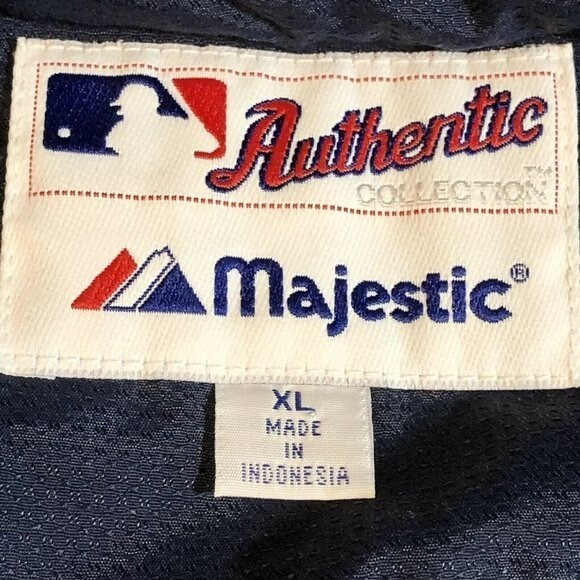 Authentic
COLLECTION™
Majestic®
XL
MADE
IN
INDONESIA